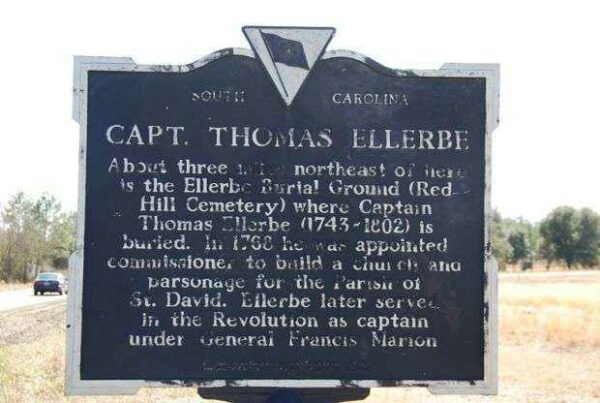 SOUTH CAROLINA
CAPT. THOMAS ELLERBE
About three miles northeast of here
is the Ellerbe Burial Ground (Red
Hill Cemetery) where Captain
Thomas Ellerbe (1743-1802) is
buried. In 1768 he was appointed
commissioner to build a church and
parsonage for the Parish of
St. David. Ellerbe later served
in the Revolution as captain
under General Francis Marion